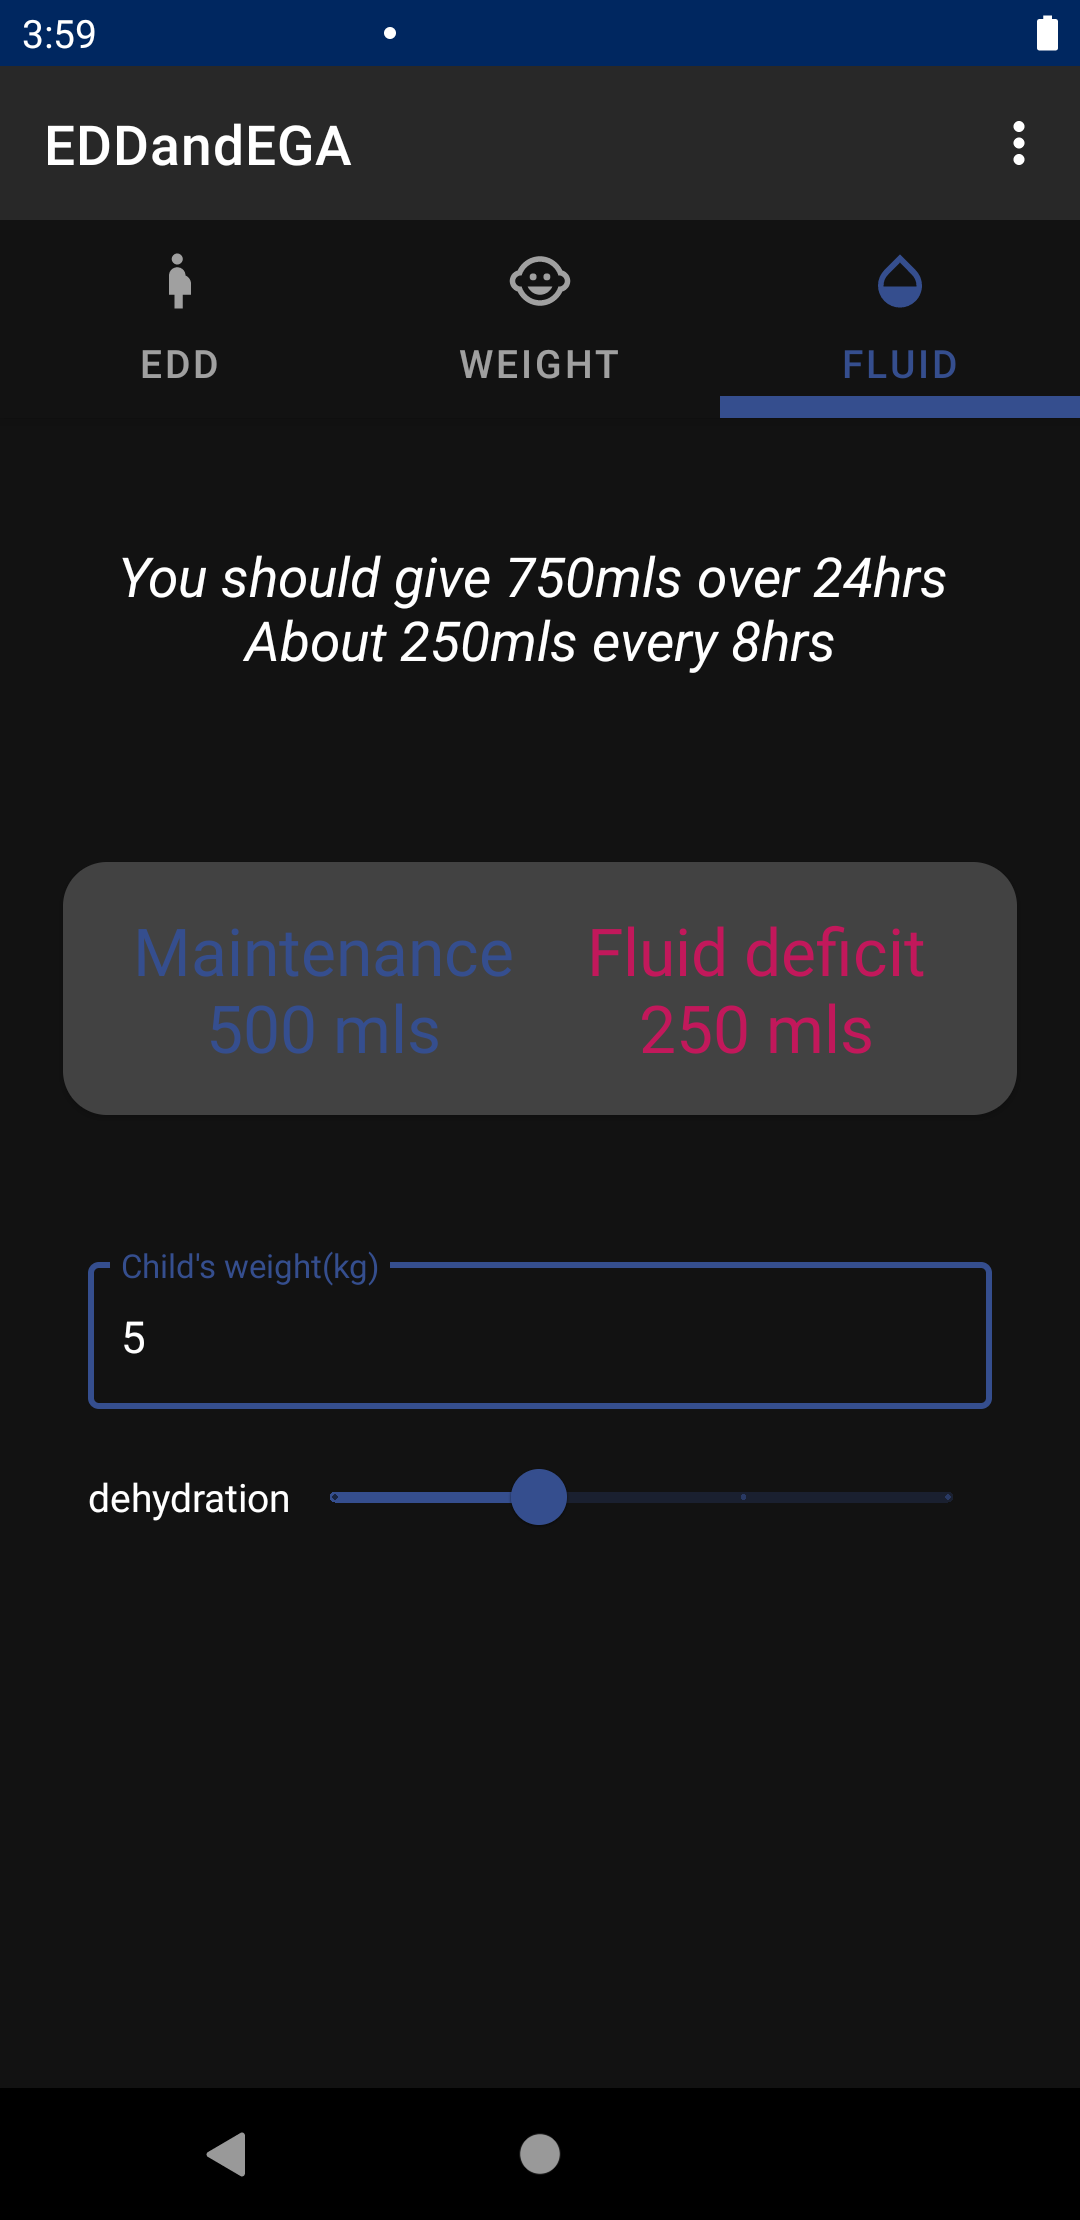 3:59
EDDandEGA
EDD
WEIGHT
FLUID
You should give 750mls over 24hrs
About 250mls every 8hrs
Maintenance
500 mls
Fluid deficit
250 mls
Child's weight(kg)
5
dehydration